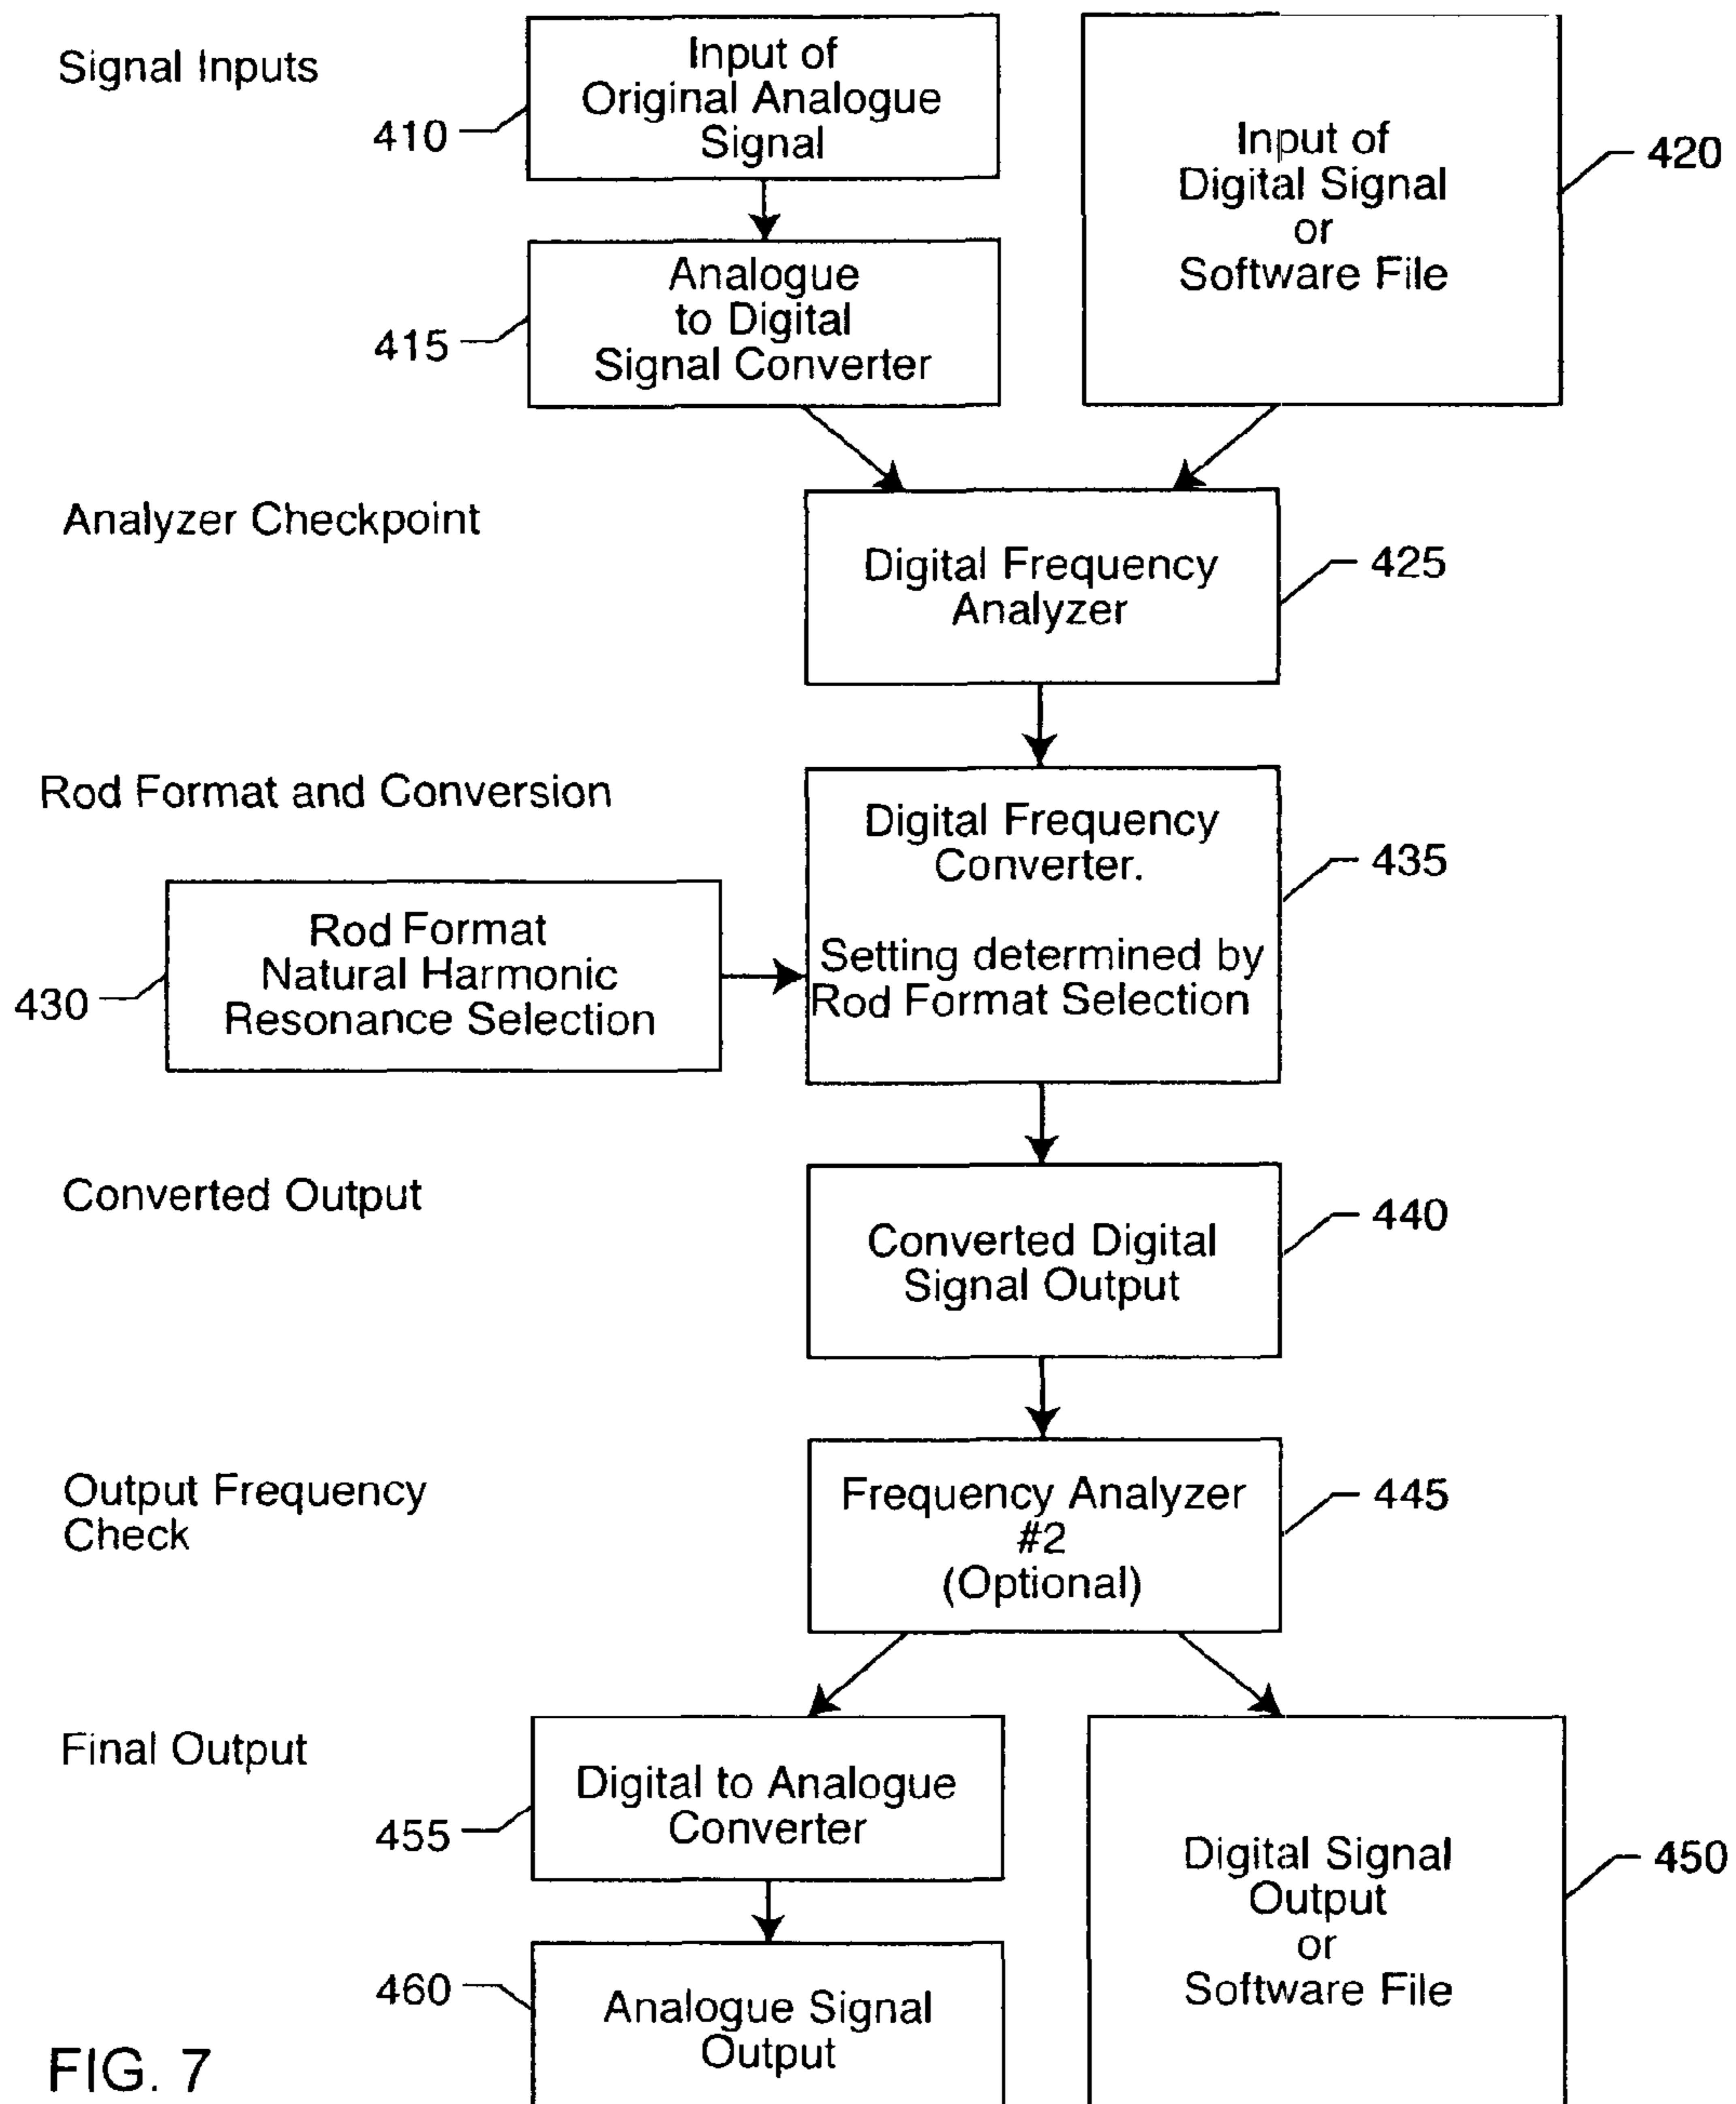 Signal Inputs
Input of
Original Analogue
Signal
410
Input of
Digital Signal
or
Software File
420
Analogue
to Digital
Signal Converter
415
Analyzer Checkpoint
Digital Frequency
Analyzer
425
Rod Format and Conversion
Digital Frequency
Converter.
Setting determined by
Rod Format Selection
435
Rod Format
Natural Harmonic
Resonance Selection
430
Converted Output
Converted Digital
Signal Output
440
Output Frequency
Check
Frequency Analyzer
#2
(Optional)
445
Final Output
Digital to Analogue
Converter
455
Digital Signal
Output
or
Software File
450
460
Analogue Signal
Output
FIG. 7